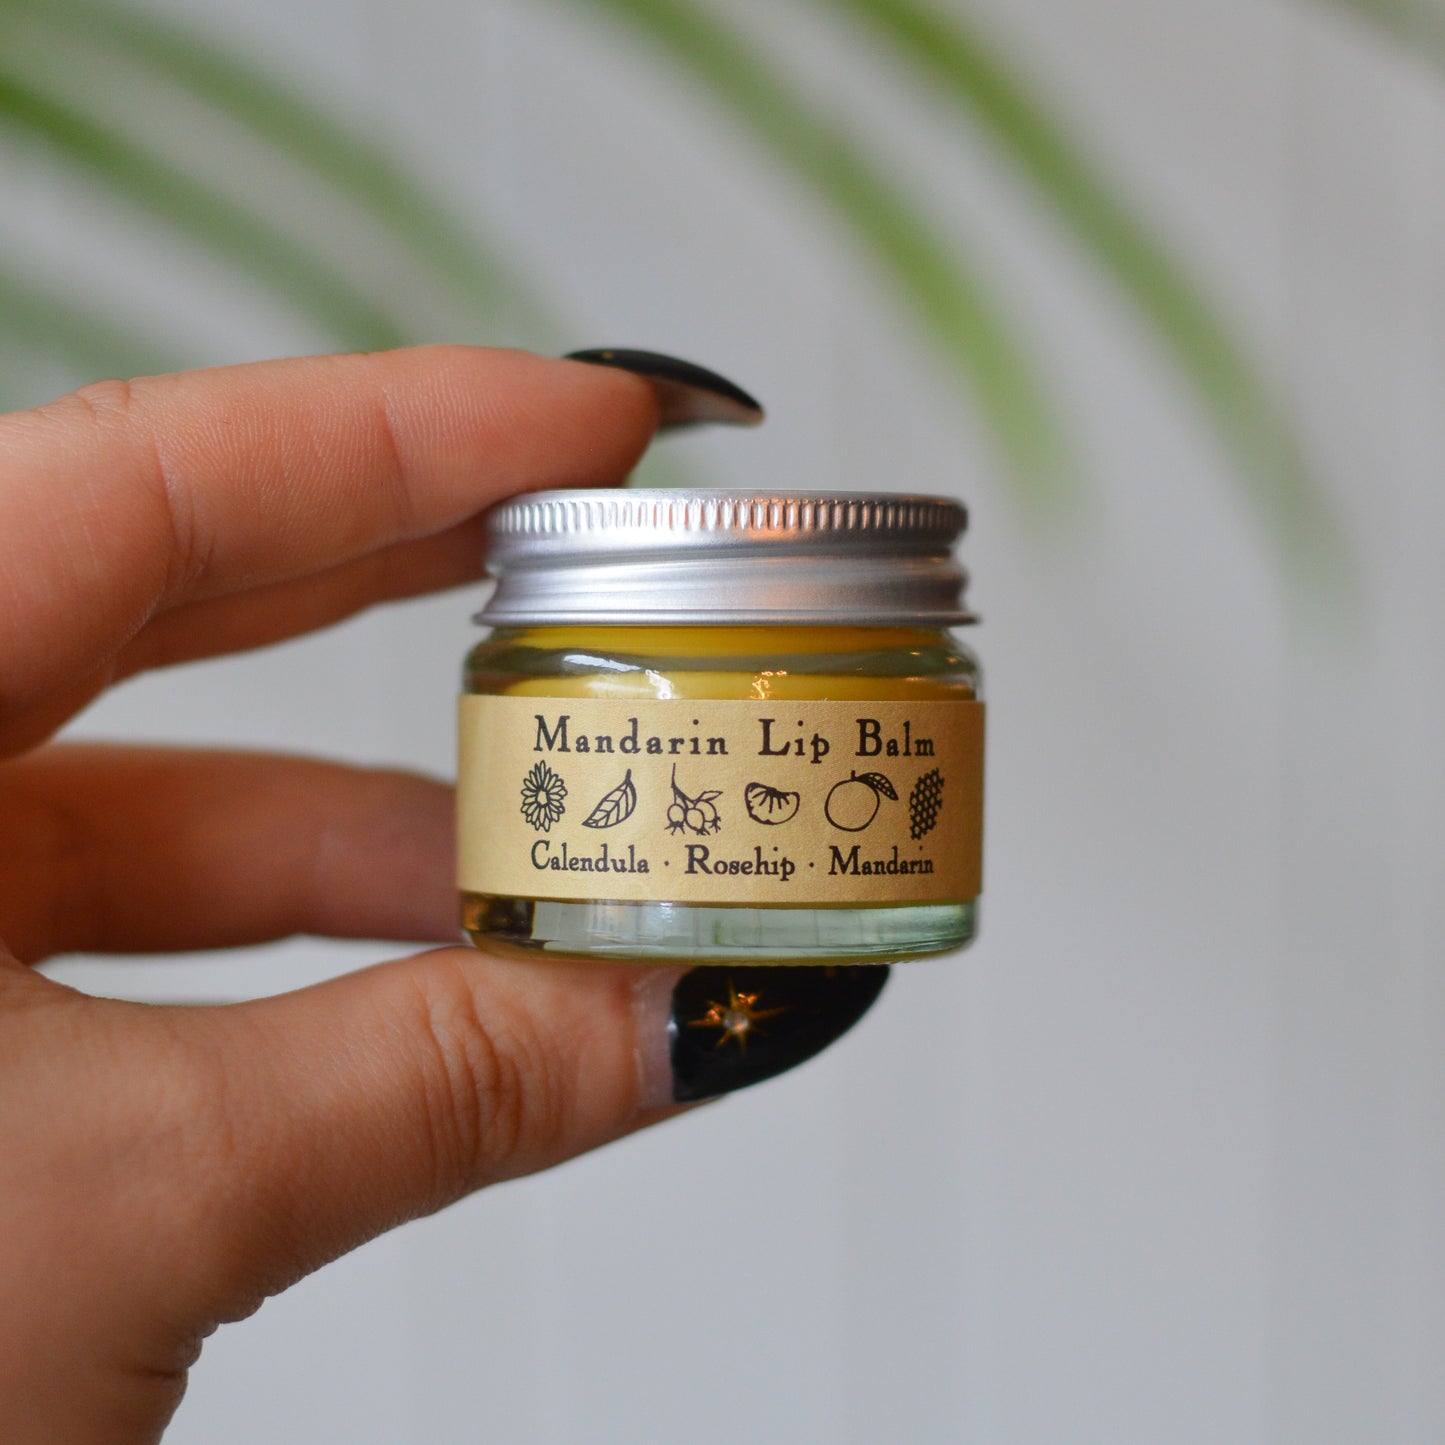 Mandarin Lip Balm
Calendula · Rosehip · Mandarin